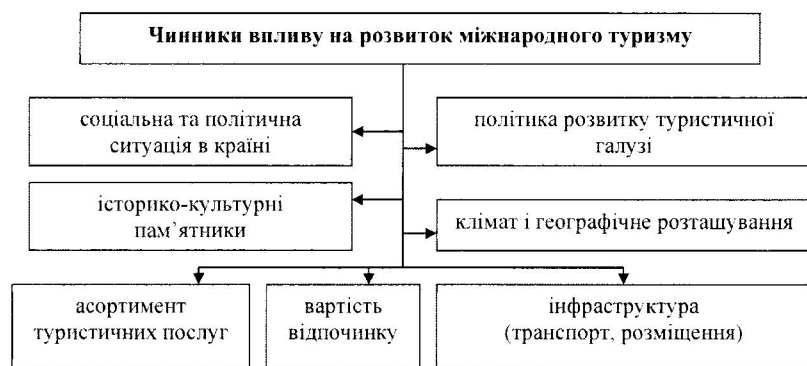 Чинники впливу на розвиток міжнародного туризму
соціальна та політична
ситуація в країні
політика розвитку туристичної
галузі
історико-культурні
пам’ятники
клімат і географічне розташування
асортимент
туристичних послуг
вартість
відпочинку
інфраструктура
(транспорт, розміщення)